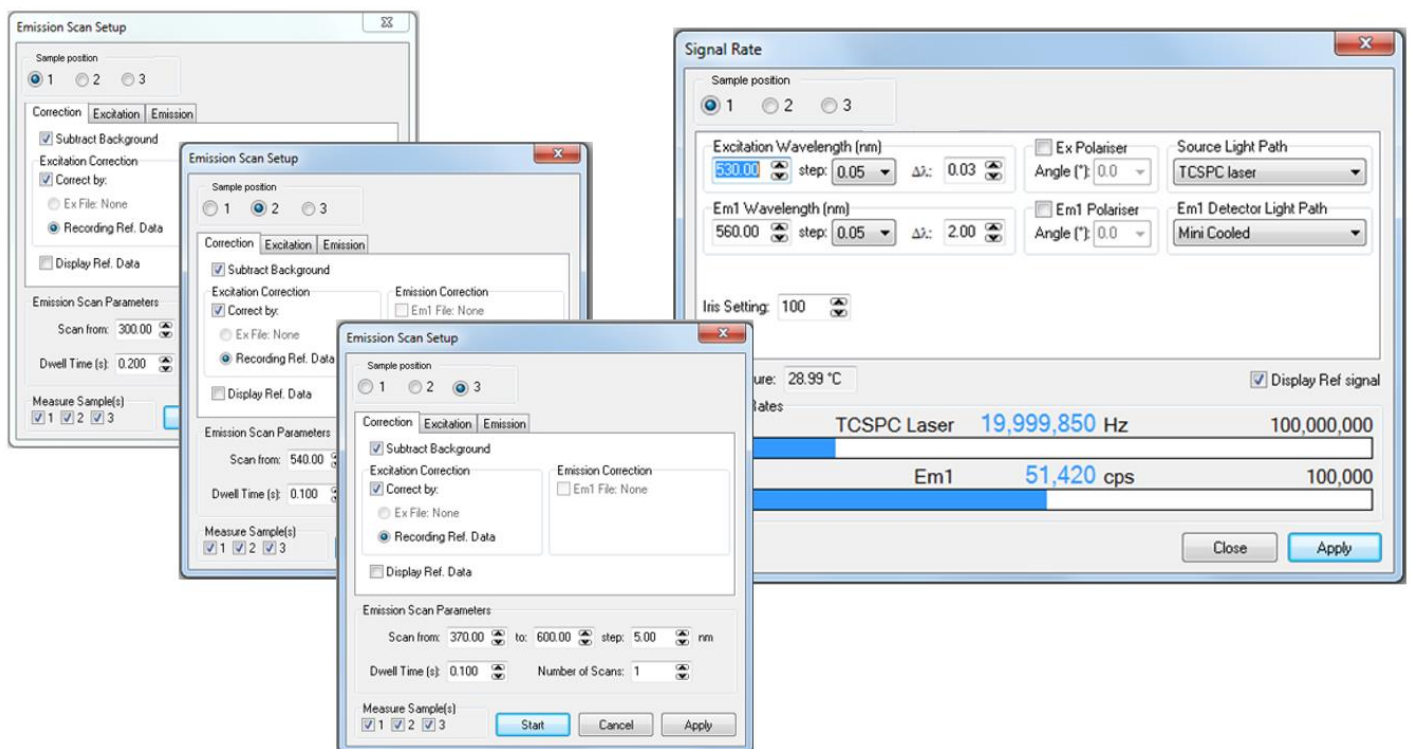 Emission Scan Setup
Sample position
1 2 3
Correction Excitation Emission
Subtract Background
Excitation Correction
Correct by:
Ex File: None
Recording Ref. Data
Display Ref. Data
Emission Scan Parameters
Scan from: 300.00
Dwell Time (s): 0.200
Measure Sample(s)
1 2 3
Emission Scan Setup
Sample position
1 2 3
Correction Excitation Emission
Subtract Background
Excitation Correction Emission Correction
Correct by: Em1 File: None
Ex File: None
Recording Ref. Data
Display Ref. Data
Emission Scan Parameters
Scan from: 540.00
Dwell Time (s): 0.100
Measure Sample(s)
1 2 3
Emission Scan Setup
Sample position
1 2 3
Correction Excitation Emission
Subtract Background
Excitation Correction Emission Correction
Correct by: Em1 File: None
Ex File: None
Recording Ref. Data
Display Ref. Data
Emission Scan Parameters
Scan from: 370.00 to: 600.00 step: 5.00 nm
Dwell Time (s): 0.100 Number of Scans: 1
Measure Sample(s)
1 2 3 Start Cancel Apply
Signal Rate
Sample position
1 2 3
Excitation Wavelength (nm) Ex Polariser Source Light Path
530.00 step: 0.05 Δλ: 0.03 Angle (°): 0.0 TCSPC laser
Em1 Wavelength (nm) Em1 Polariser Em1 Detector Light Path
560.00 step: 0.05 Δλ: 2.00 Angle (°): 0.0 Mini Cooled
Iris Setting: 100
ure: 28.99 °C Display Ref signal
Rates
TCSPC Laser 19,999,850 Hz 100,000,000
Em1 51,420 cps 100,000
Close Apply